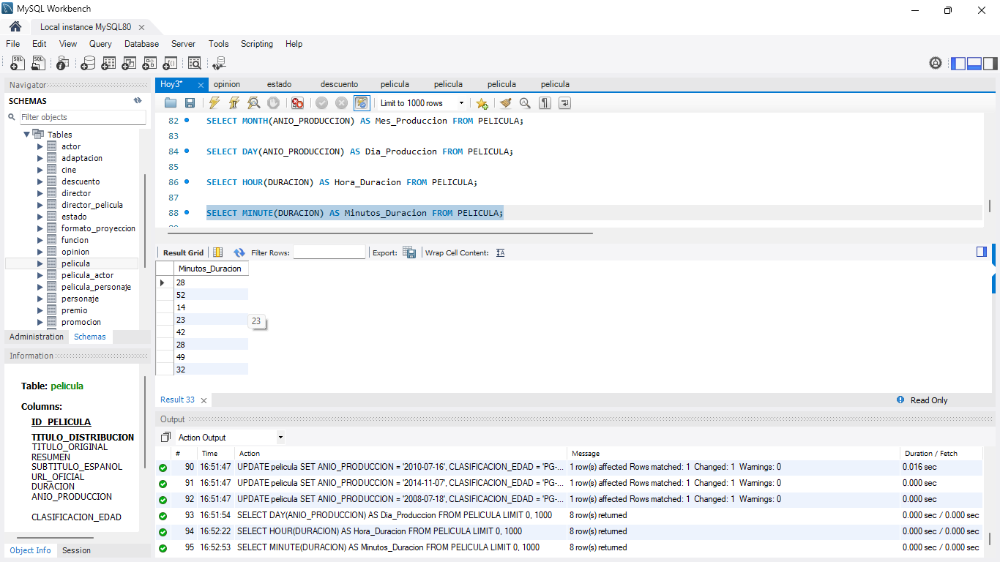 MySQL Workbench
Local instance MySQL80
File Edit View Query Database Server Tools Scripting Help
Navigator
SCHEMAS
Filter objects
Tables
actor
adaptacion
cine
descuento
director
director_pelicula
estado
formato_proyeccion
funcion
opinion
pelicula
pelicula_actor
pelicula_personaje
personaje
premio
promocion
Administration Schemas
Information
Table: pelicula
Columns:
ID_PELICULA
TITULO_DISTRIBUCION
TITULO_ORIGINAL
RESUMEN
SUBTITULO_ESPANOL
URL_OFICIAL
DURACION
ANIO_PRODUCCION
CLASIFICACION_EDAD
Object Info Session
Hoy3* opinion estado descuento pelicula pelicula pelicula pelicula
Limit to 1000 rows
82 SELECT MONTH(ANIO_PRODUCCION) AS Mes_Produccion FROM PELICULA;
83
84 SELECT DAY(ANIO_PRODUCCION) AS Dia_Produccion FROM PELICULA;
85
86 SELECT HOUR(DURACION) AS Hora_Duracion FROM PELICULA;
87
88 SELECT MINUTE(DURACION) AS Minutos_Duracion FROM PELICULA;
Result Grid Filter Rows: Export: Wrap Cell Content:
Minutos_Duracion
28
52
14
23
23
42
28
49
32
Result 33 Read Only
Output
Action Output
# Time Action Message Duration / Fetch
90 16:51:47 UPDATE pelicula SET ANIO_PRODUCCION = '2010-07-16', CLASIFICACION_EDAD = 'PG-... 1 row(s) affected Rows matched: 1 Changed: 1 Warnings: 0 0.016 sec
91 16:51:47 UPDATE pelicula SET ANIO_PRODUCCION = '2014-11-07', CLASIFICACION_EDAD = 'PG-... 1 row(s) affected Rows matched: 1 Changed: 1 Warnings: 0 0.000 sec
92 16:51:47 UPDATE pelicula SET ANIO_PRODUCCION = '2008-07-18', CLASIFICACION_EDAD = 'PG-... 1 row(s) affected Rows matched: 1 Changed: 1 Warnings: 0 0.000 sec
93 16:51:54 SELECT DAY(ANIO_PRODUCCION) AS Dia_Produccion FROM PELICULA LIMIT 0, 1000 8 row(s) returned 0.000 sec / 0.000 sec
94 16:52:22 SELECT HOUR(DURACION) AS Hora_Duracion FROM PELICULA LIMIT 0, 1000 8 row(s) returned 0.000 sec / 0.000 sec
95 16:52:53 SELECT MINUTE(DURACION) AS Minutos_Duracion FROM PELICULA LIMIT 0, 1000 8 row(s) returned 0.000 sec / 0.000 sec